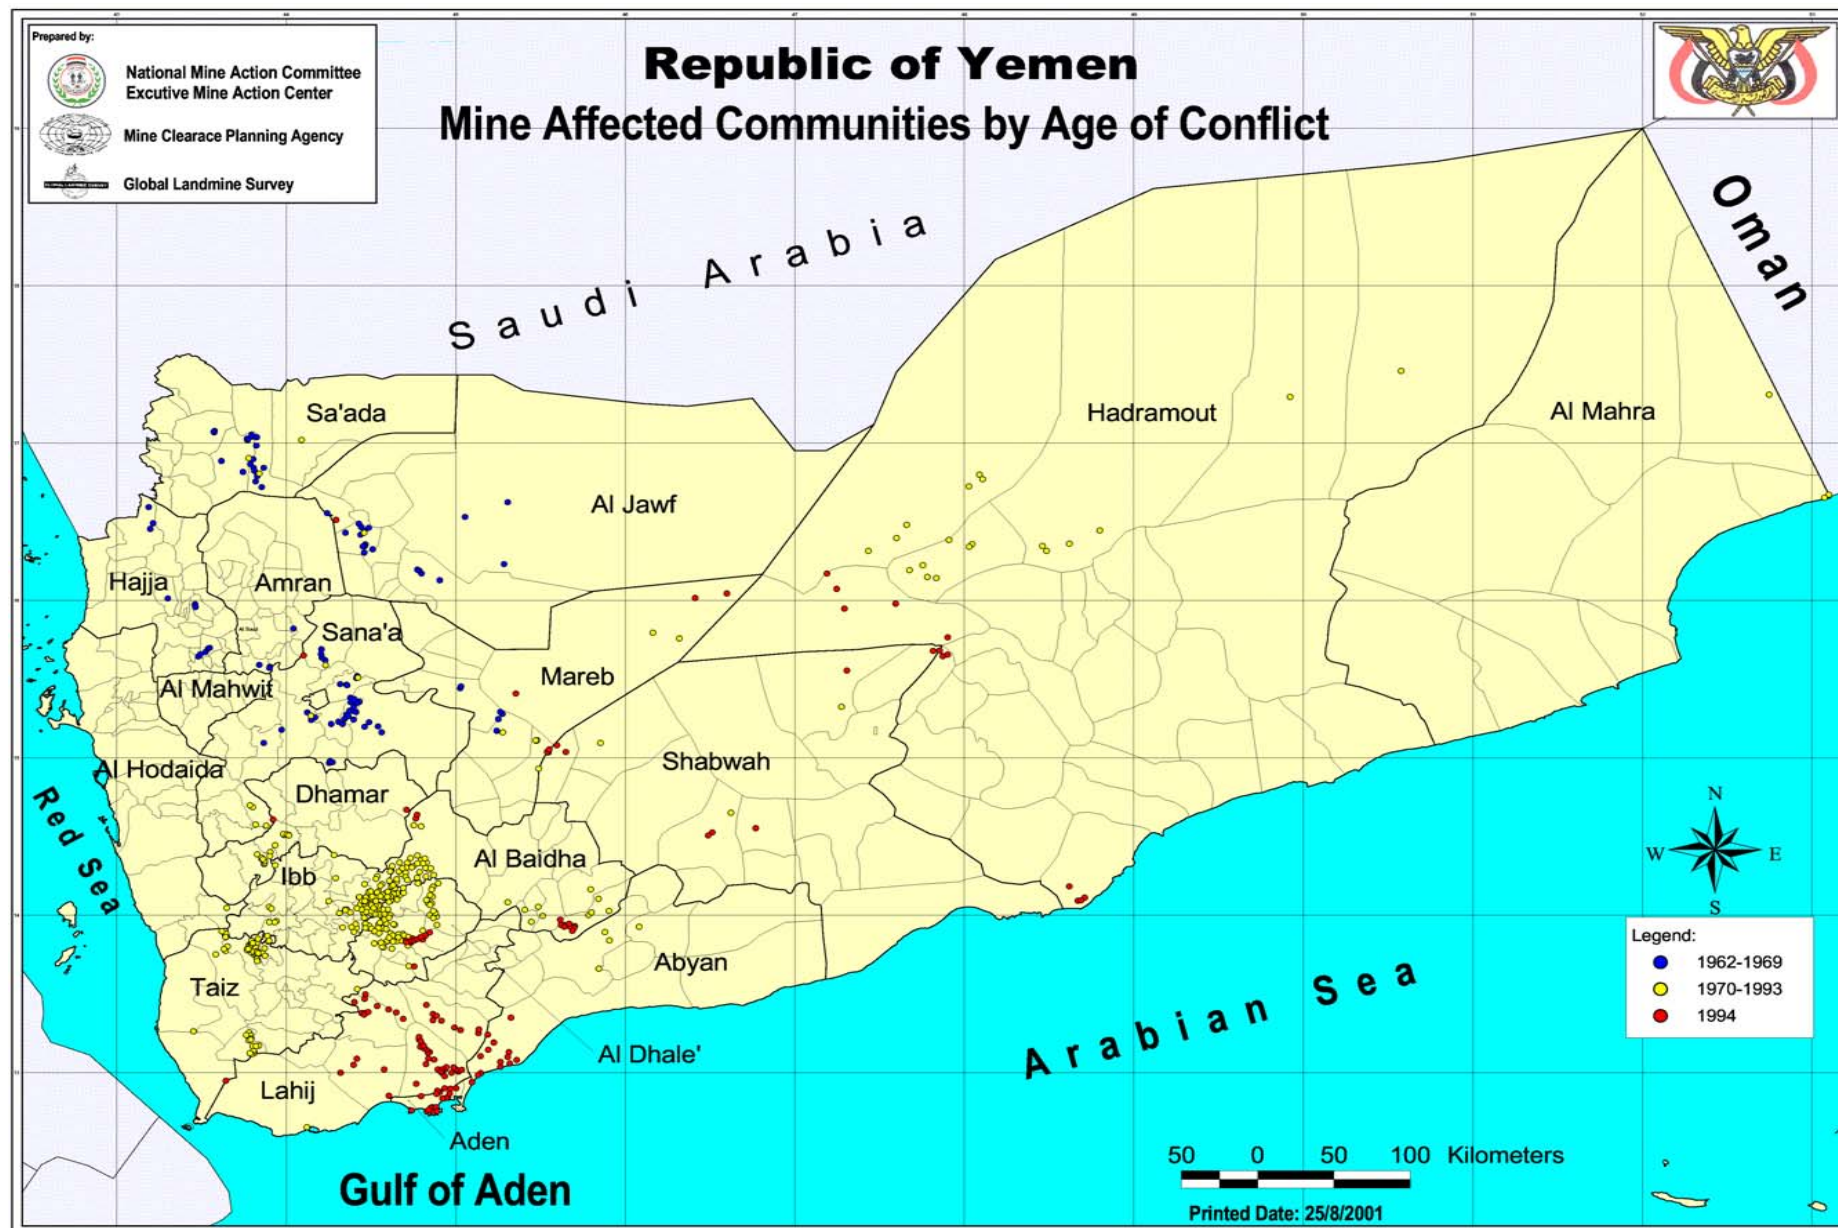 Prepared by:
National Mine Action Committee
Excutive Mine Action Center
Mine Clearace Planning Agency
Global Landmine Survey
Republic of Yemen
Mine Affected Communities by Age of Conflict
Oman
Saudi Arabia
Sa'ada
Hadramout
Al Mahra
Al Jawf
Hajja
Amran
Sana'a
Mareb
Al Mahwit
Shabwah
Al Hodaida
Dhamar
Red Sea
Al Baidha
Ibb
N
W
E
S
Abyan
Taiz
Legend:
1962-1969
1970-1993
1994
Arabian Sea
Al Dhale'
Lahij
Aden
Gulf of Aden
50 0 50 100 Kilometers
Printed Date: 25/8/2001